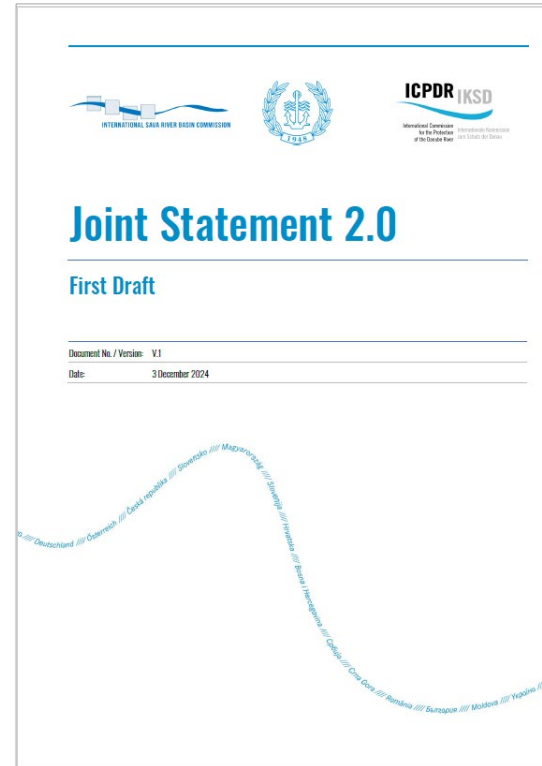 INTERNATIONAL SAVA RIVER BASIN COMMISSION
1948
ICPDR IKSD
International Commission
for the Protection
of the Danube River
Internationale Kommission
zum Schutz der Donau
Joint Statement 2.0
First Draft
Document No. / Version: V.1
Date: 3 December 2024
//// Deutschland //// Österreich //// Česká republika //// Slovensko //// Magyarország //// Slovenija //// Hrvatska //// Bosna i Hercegovina //// Србија //// Crna Gora //// România //// България //// Moldova //// Україна //